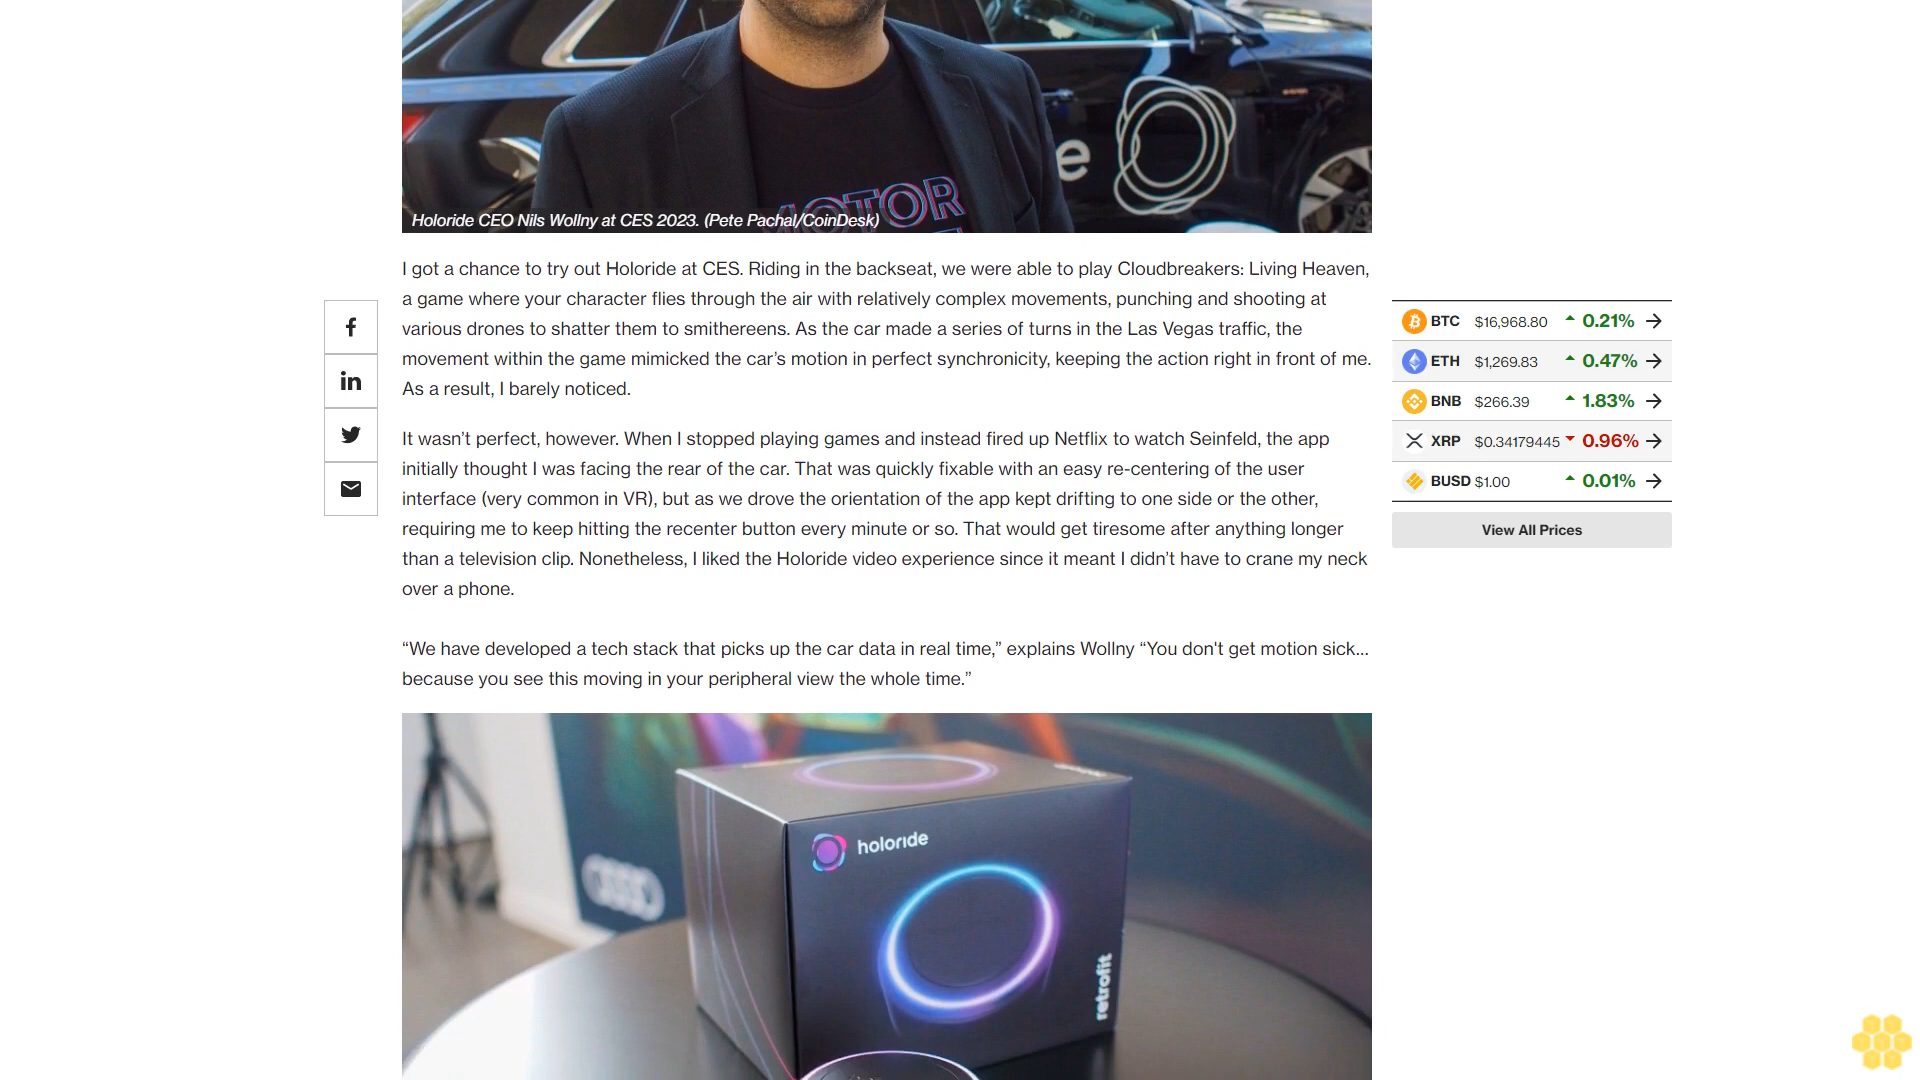 e
MOTOR
Holoride CEO Nils Wollny at CES 2023. (Pete Pachal/CoinDesk)
I got a chance to try out Holoride at CES. Riding in the backseat, we were able to play Cloudbreakers: Living Heaven,
a game where your character flies through the air with relatively complex movements, punching and shooting at
various drones to shatter them to smithereens. As the car made a series of turns in the Las Vegas traffic, the
movement within the game mimicked the car’s motion in perfect synchronicity, keeping the action right in front of me.
As a result, I barely noticed.
It wasn’t perfect, however. When I stopped playing games and instead fired up Netflix to watch Seinfeld, the app
initially thought I was facing the rear of the car. That was quickly fixable with an easy re-centering of the user
interface (very common in VR), but as we drove the orientation of the app kept drifting to one side or the other,
requiring me to keep hitting the recenter button every minute or so. That would get tiresome after anything longer
than a television clip. Nonetheless, I liked the Holoride video experience since it meant I didn’t have to crane my neck
over a phone.
“We have developed a tech stack that picks up the car data in real time,” explains Wollny “You don't get motion sick...
because you see this moving in your peripheral view the whole time.”
holoride
retrofit
BTC $16,968.80 0.21%
ETH $1,269.83 0.47%
BNB $266.39 1.83%
XRP $0.34179445 0.96%
BUSD $1.00 0.01%
View All Prices